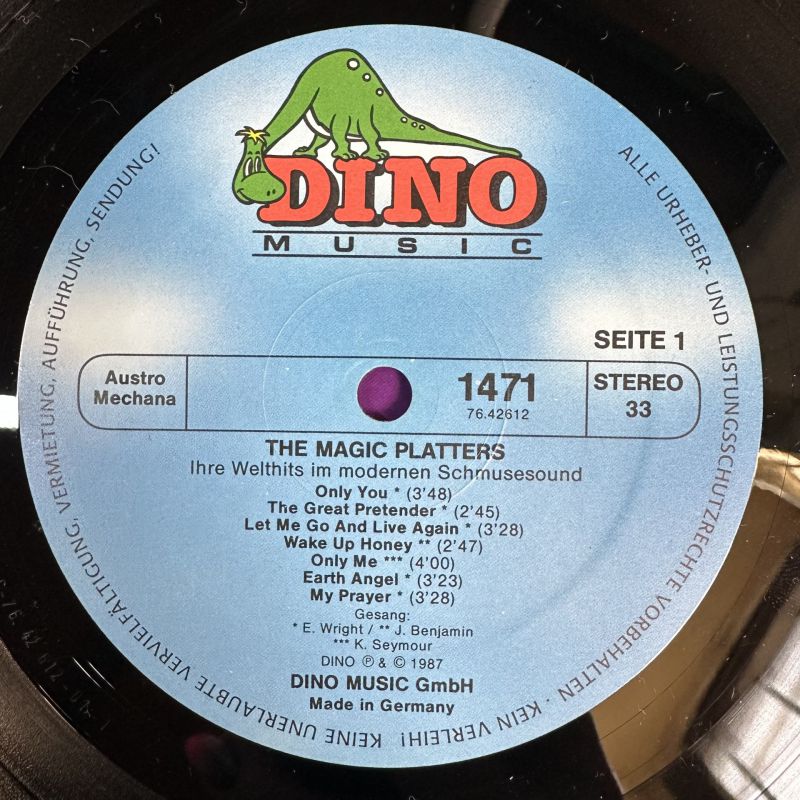 DINO
MUSIC
SEITE 1
Austro
Mechana
1471
76.42612
STEREO
33
THE MAGIC PLATTERS
Ihre Welthits im modernen Schmusesound
Only You * (3'48)
The Great Pretender * (2'45)
Let Me Go And Live Again * (3'28)
Wake Up Honey ** (2'47)
Only Me *** (4'00)
Earth Angel * (3'23)
My Prayer * (3'28)
Gesang:
* E. Wright / ** J. Benjamin
*** K. Seymour
DINO ℗ & © 1987
DINO MUSIC GmbH
Made in Germany
ALLE URHEBER- UND LEISTUNGSSCHUTZRECHTE VORBEHALTEN · KEIN VERLEIH! KEINE UNERLAUBTE VERVIELFÄLTIGUNG, VERMIETUNG, AUFFÜHRUNG, SENDUNG!